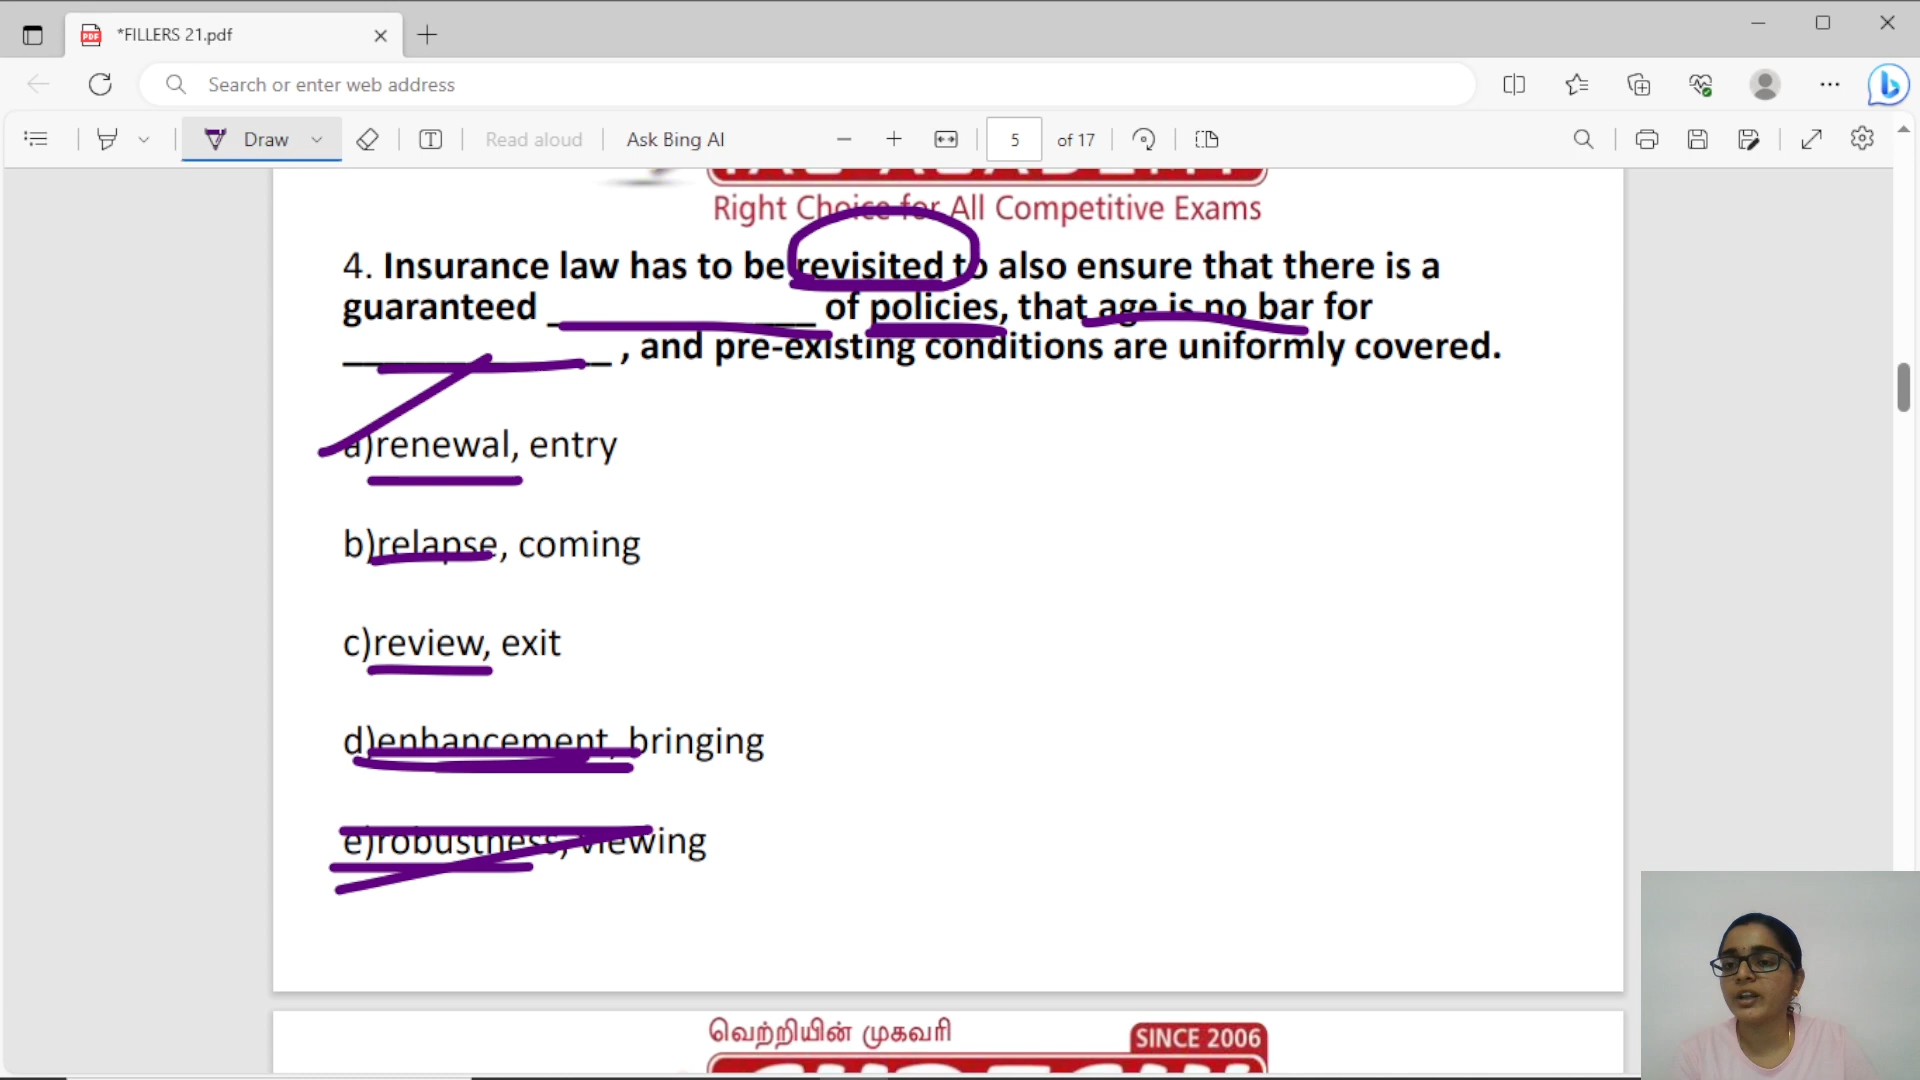 *FILLERS 21.pdf
Search or enter web address
Draw
Read aloud
Ask Bing AI
5 of 17
Right Choice for All Competitive Exams
4. Insurance law has to be revisited to also ensure that there is a
guaranteed ______________ of policies, that age is no bar for
______________ , and pre-existing conditions are uniformly covered.
a)renewal, entry
b)relapse, coming
c)review, exit
d)enhancement, bringing
e)robustness, viewing
வெற்றியின் முகவரி
SINCE 2006